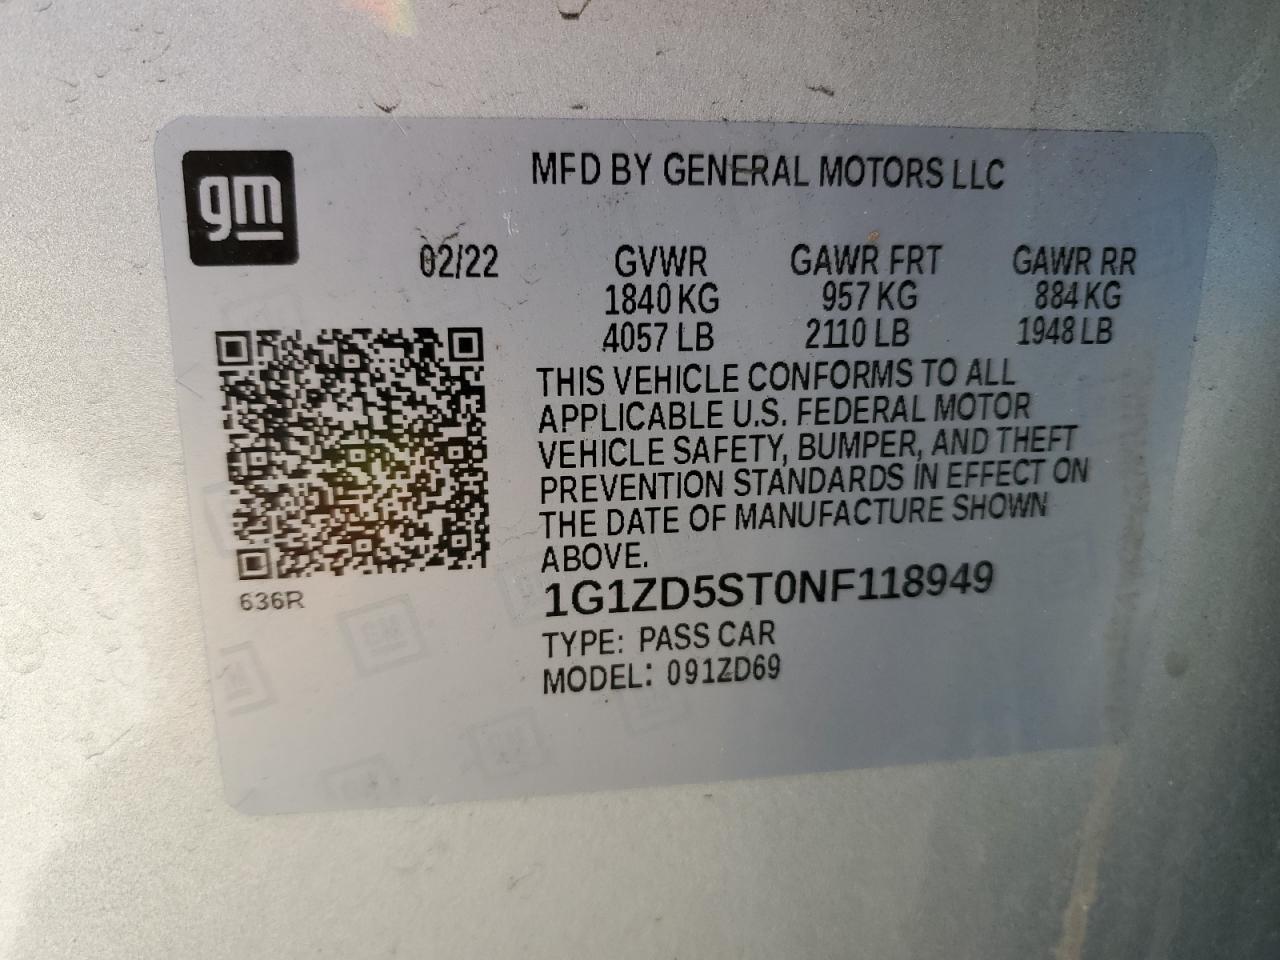 gm
MFD BY GENERAL MOTORS LLC
02/22 GVWR GAWR FRT GAWR RR
1840 KG 957 KG 884 KG
4057 LB 2110 LB 1948 LB
THIS VEHICLE CONFORMS TO ALL
APPLICABLE U.S. FEDERAL MOTOR
VEHICLE SAFETY, BUMPER, AND THEFT
PREVENTION STANDARDS IN EFFECT ON
THE DATE OF MANUFACTURE SHOWN
ABOVE.
636R
1G1ZD5ST0NF118949
TYPE: PASS CAR
MODEL: 091ZD69